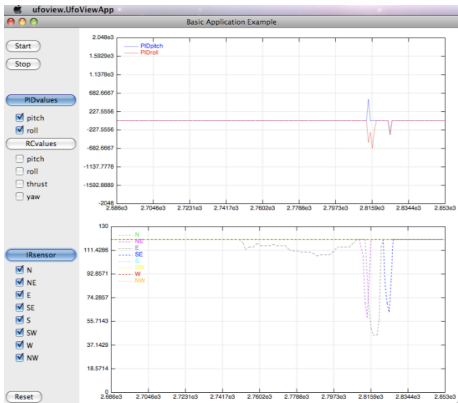 ufoview.UfoViewApp
Basic Application Example
Start
Stop
PIDvalues
pitch
roll
RCvalues
pitch
roll
thrust
yaw
IRsensor
N
NE
E
SE
S
SW
W
NW
Reset
2.048e3
1.5929e3
1.1378e3
682.6667
227.5556
-227.5556
-682.6667
-1137.7778
-1592.8889
-2048
PIDpitch
PIDroll
2.686e3 2.7046e3 2.7231e3 2.7417e3 2.7602e3 2.7788e3 2.7973e3 2.8159e3 2.8344e3 2.853e3
130
111.4286
92.8571
74.2857
55.7143
37.1429
18.5714
0
N
NE
E
SE
S
SW
W
NW
2.686e3 2.7046e3 2.7231e3 2.7417e3 2.7602e3 2.7788e3 2.7973e3 2.8159e3 2.8344e3 2.853e3